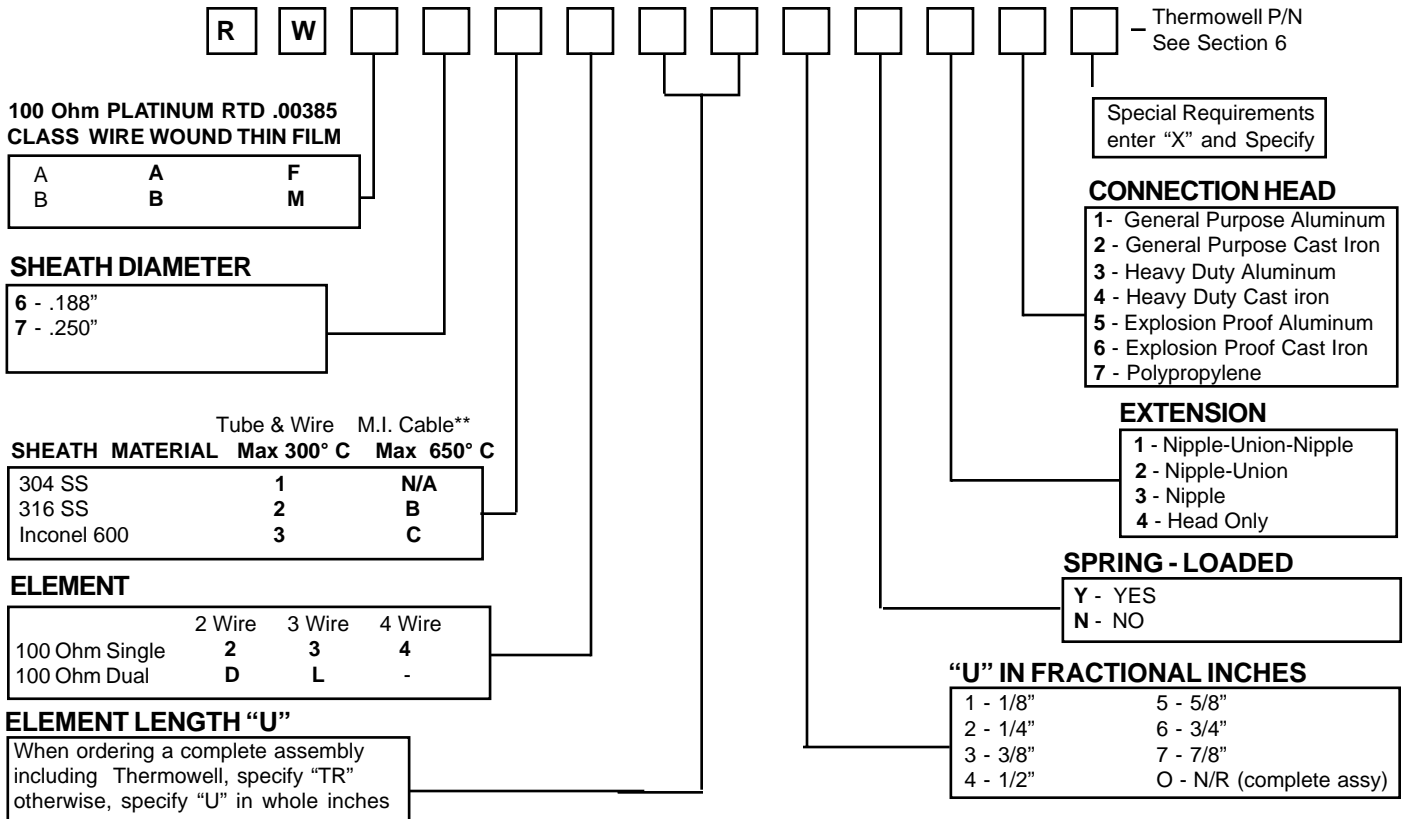 R W – Thermowell P/N
See Section 6
100 Ohm PLATINUM RTD .00385
CLASS WIRE WOUND THIN FILM
A A F
B B M
Special Requirements
enter “X” and Specify
CONNECTION HEAD
1- General Purpose Aluminum
2 - General Purpose Cast Iron
3 - Heavy Duty Aluminum
4 - Heavy Duty Cast iron
5 - Explosion Proof Aluminum
6 - Explosion Proof Cast Iron
7 - Polypropylene
SHEATH DIAMETER
6 - .188”
7 - .250”
Tube & Wire M.I. Cable**
SHEATH MATERIAL Max 300° C Max 650° C
304 SS 1 N/A
316 SS 2 B
Inconel 600 3 C
EXTENSION
1 - Nipple-Union-Nipple
2 - Nipple-Union
3 - Nipple
4 - Head Only
ELEMENT
2 Wire 3 Wire 4 Wire
100 Ohm Single 2 3 4
100 Ohm Dual D L -
SPRING - LOADED
Y - YES
N - NO
ELEMENT LENGTH “U”
When ordering a complete assembly
including Thermowell, specify “TR”
otherwise, specify “U” in whole inches
“U” IN FRACTIONAL INCHES
1 - 1/8” 5 - 5/8”
2 - 1/4” 6 - 3/4”
3 - 3/8” 7 - 7/8”
4 - 1/2” O - N/R (complete assy)